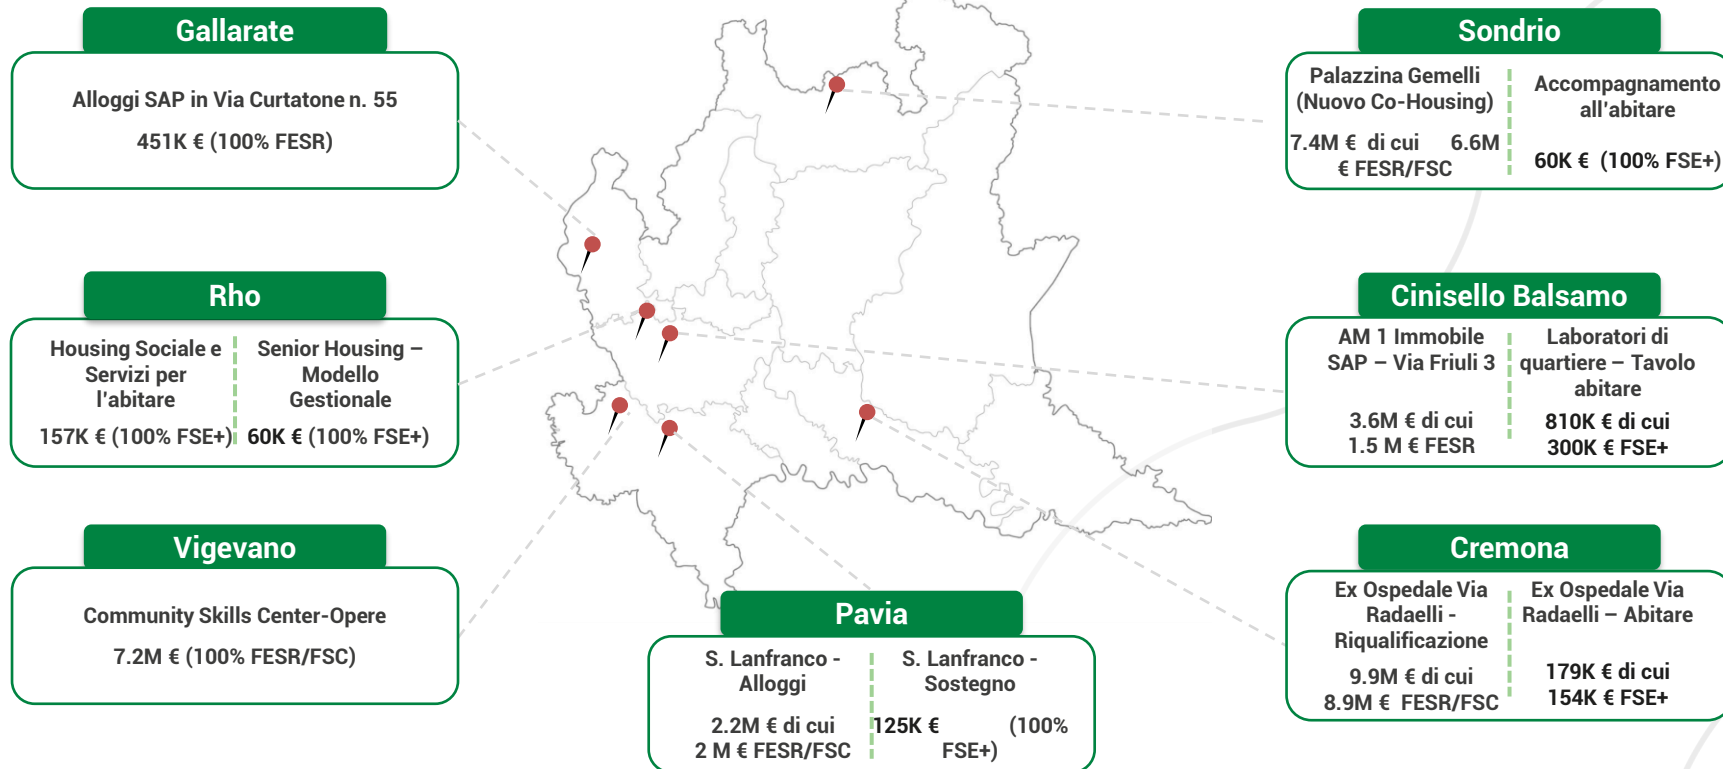 Gallarate
Alloggi SAP in Via Curtatone n. 55
451K € (100% FESR)
Sondrio
Palazzina Gemelli
(Nuovo Co-Housing)
7.4M € di cui 6.6M
€ FESR/FSC
Accompagnamento
all'abitare
60K € (100% FSE+)
Rho
Housing Sociale e
Servizi per
l'abitare
157K € (100% FSE+)
Senior Housing –
Modello
Gestionale
60K € (100% FSE+)
Cinisello Balsamo
AM 1 Immobile
SAP – Via Friuli 3
3.6M € di cui
1.5 M € FESR
Laboratori di
quartiere – Tavolo
abitare
810K € di cui
300K € FSE+
Vigevano
Community Skills Center-Opere
7.2M € (100% FESR/FSC)
Pavia
S. Lanfranco -
Alloggi
2.2M € di cui
2 M € FESR/FSC
S. Lanfranco -
Sostegno
125K € (100%
FSE+)
Cremona
Ex Ospedale Via
Radaelli -
Riqualificazione
9.9M € di cui
8.9M € FESR/FSC
Ex Ospedale Via
Radaelli – Abitare
179K € di cui
154K € FSE+